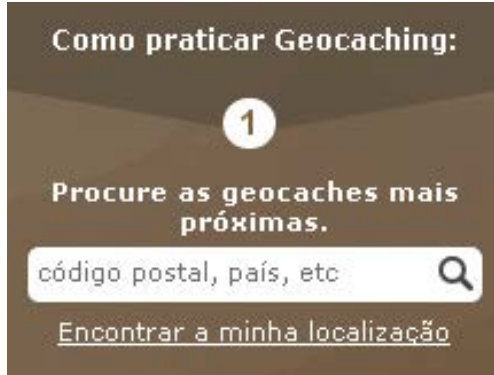 Como praticar Geocaching:
1
Procure as geocaches mais
próximas.
código postal, país, etc
Encontrar a minha localização